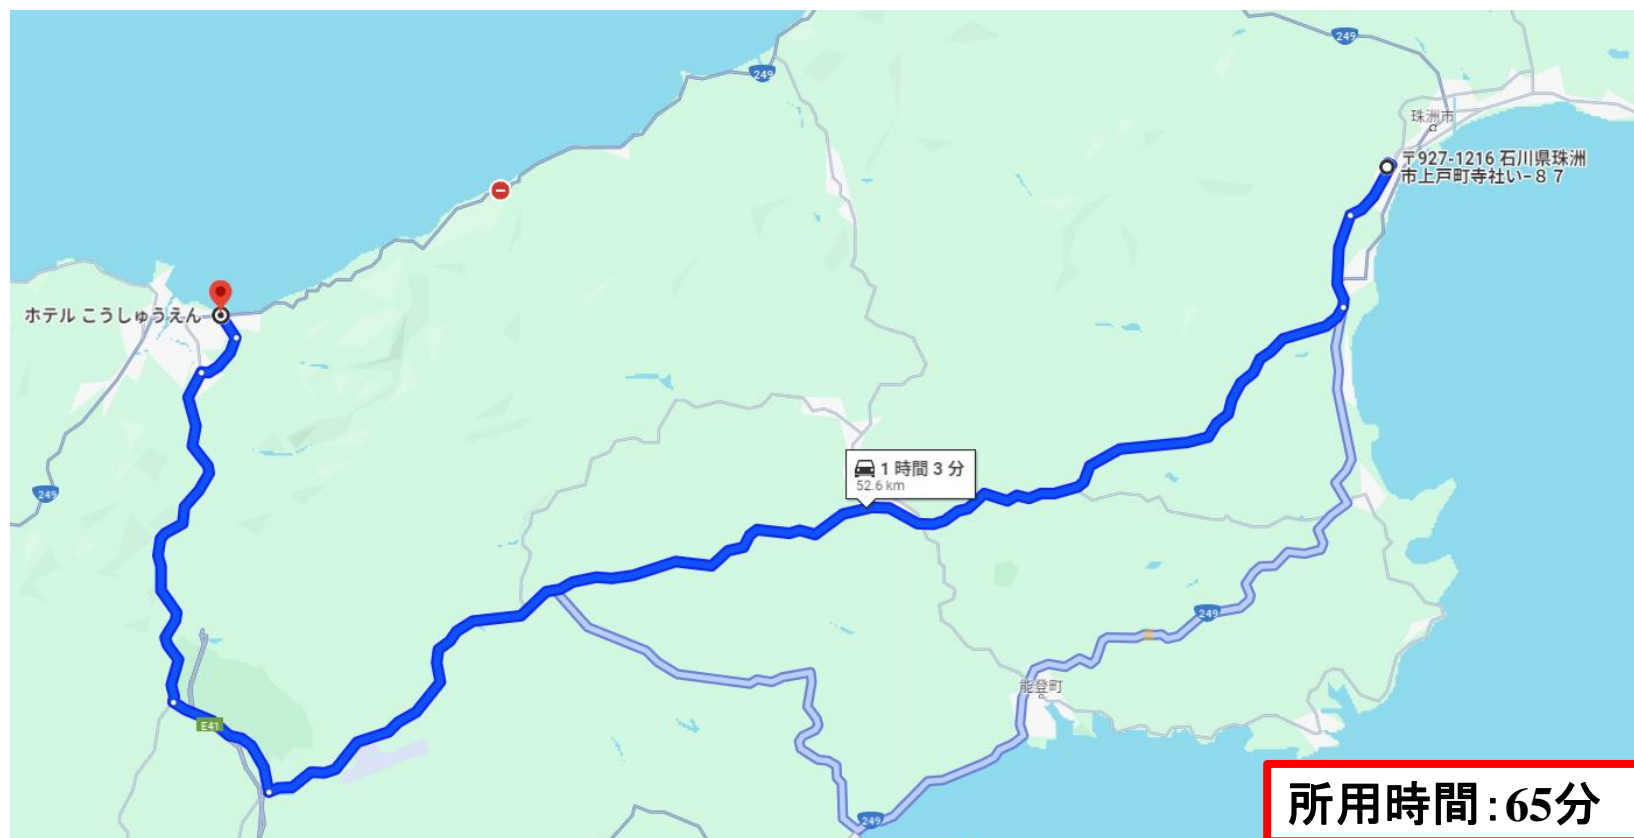 249
249
珠洲市
〒927-1216 石川県珠洲
市上戸町寺社い−８７
ホテル こうしゅうえん
1 時間 3 分
52.6 km
249
249
能登町
E41
249
所用時間：65分